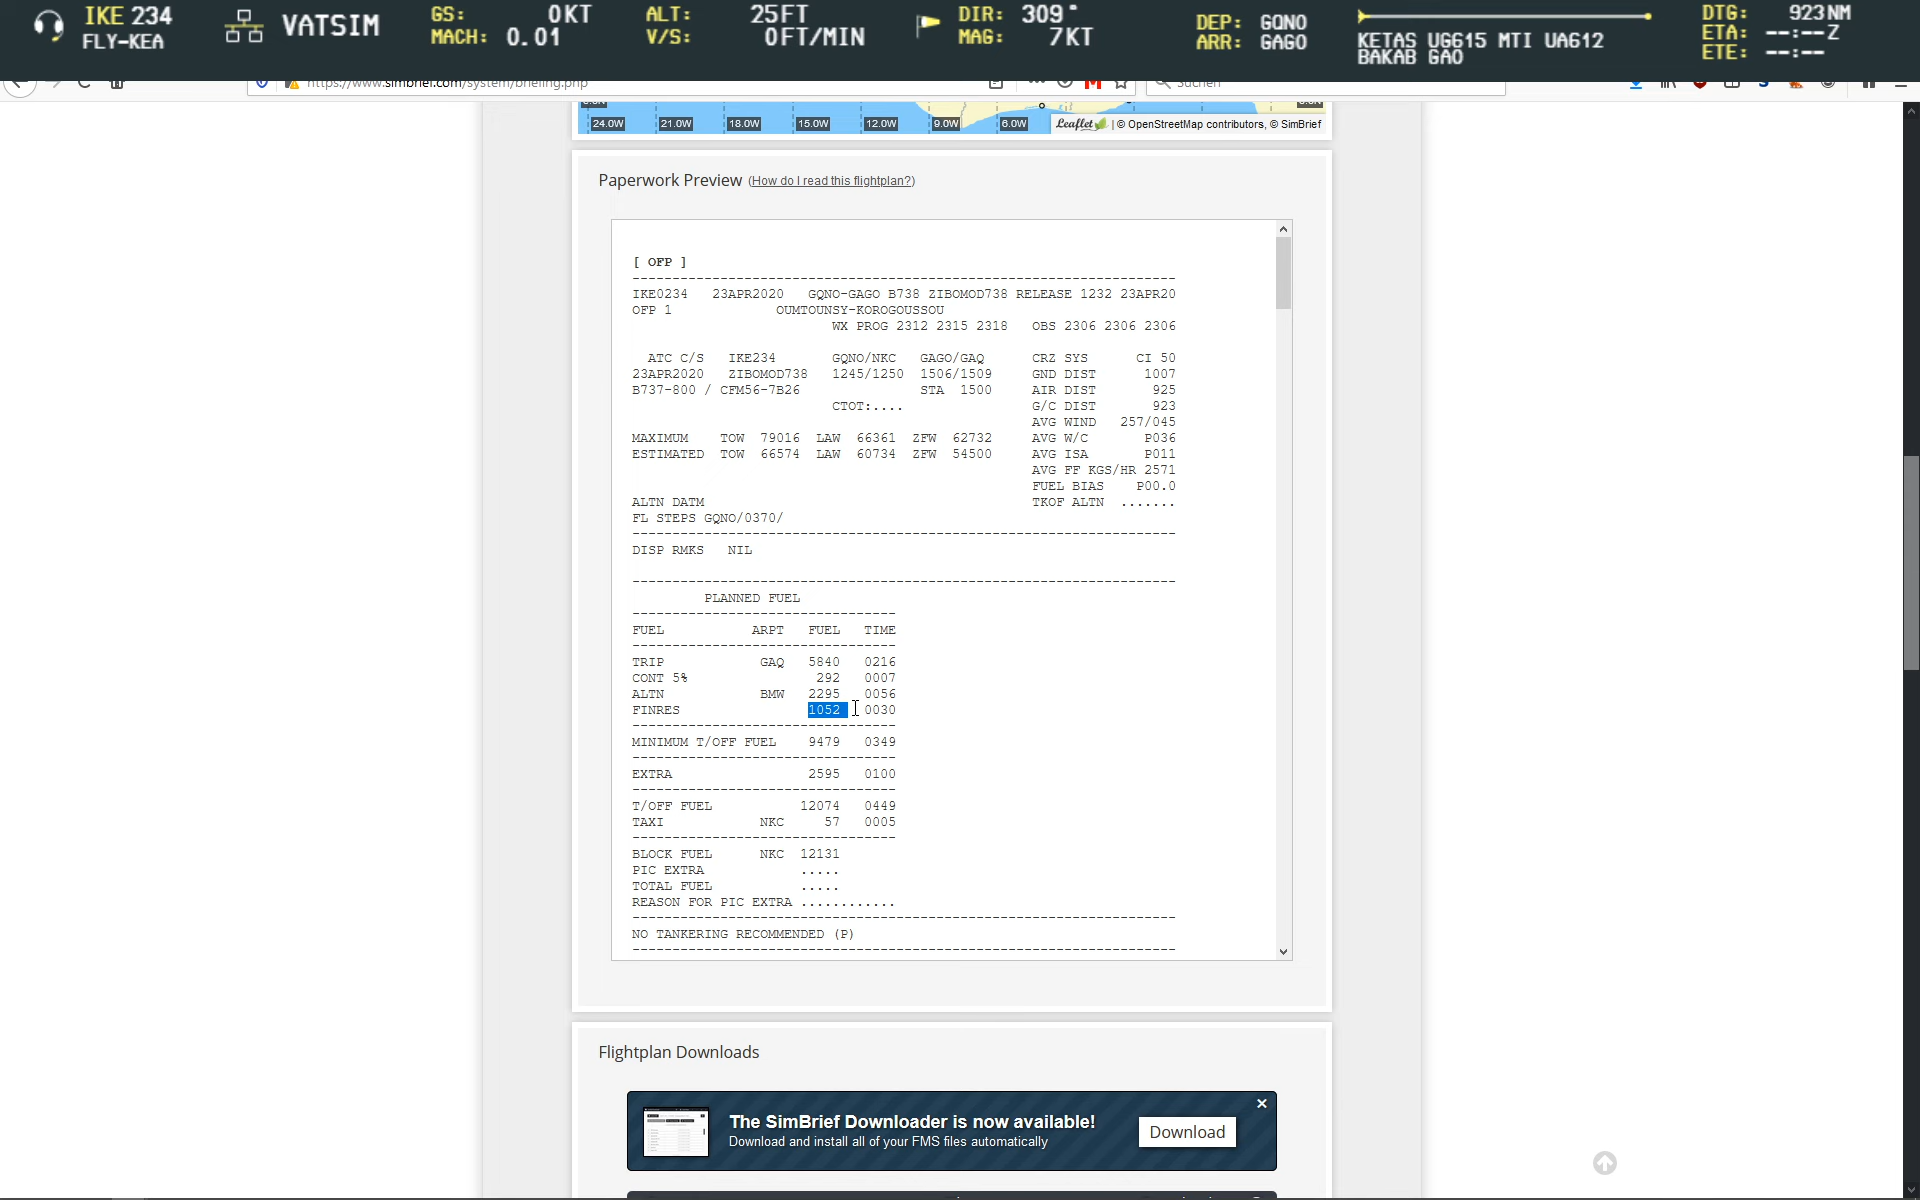 IKE 234
FLY-KEA
VATSIM
GS: 0KT
MACH: 0.01
ALT: 25FT
V/S: 0FT/MIN
DIR: 309°
MAG: 7KT
DEP: GQNO
ARR: GAGO
KETAS UG615 MTI UA612
BAKAB GAO
DTG: 923NM
ETA: --:--Z
ETE: --:--
https://www.simbrief.com/system/briefing.php
Suchen
24.0W 21.0W 18.0W 15.0W 12.0W 9.0W 6.0W Leaflet | © OpenStreetMap contributors, © SimBrief
Paperwork Preview (How do I read this flightplan?)
[ OFP ]
--------------------------------------------------------------------
IKE0234 23APR2020 GQNO-GAGO B738 ZIBOMOD738 RELEASE 1232 23APR20
OFP 1 OUMTOUNSY-KOROGOUSSOU
WX PROG 2312 2315 2318 OBS 2306 2306 2306
ATC C/S IKE234 GQNO/NKC GAGO/GAQ CRZ SYS CI 50
23APR2020 ZIBOMOD738 1245/1250 1506/1509 GND DIST 1007
B737-800 / CFM56-7B26 STA 1500 AIR DIST 925
CTOT:.... G/C DIST 923
AVG WIND 257/045
MAXIMUM TOW 79016 LAW 66361 ZFW 62732 AVG W/C P036
ESTIMATED TOW 66574 LAW 60734 ZFW 54500 AVG ISA P011
AVG FF KGS/HR 2571
FUEL BIAS P00.0
ALTN DATM TKOF ALTN .......
FL STEPS GQNO/0370/
--------------------------------------------------------------------
DISP RMKS NIL
--------------------------------------------------------------------
PLANNED FUEL
---------------------------------
FUEL ARPT FUEL TIME
---------------------------------
TRIP GAQ 5840 0216
CONT 5% 292 0007
ALTN BMW 2295 0056
FINRES 1052 0030
---------------------------------
MINIMUM T/OFF FUEL 9479 0349
---------------------------------
EXTRA 2595 0100
---------------------------------
T/OFF FUEL 12074 0449
TAXI NKC 57 0005
---------------------------------
BLOCK FUEL NKC 12131
PIC EXTRA .....
TOTAL FUEL .....
REASON FOR PIC EXTRA ............
--------------------------------------------------------------------
NO TANKERING RECOMMENDED (P)
--------------------------------------------------------------------
Flightplan Downloads
The SimBrief Downloader is now available!
Download and install all of your FMS files automatically
Download